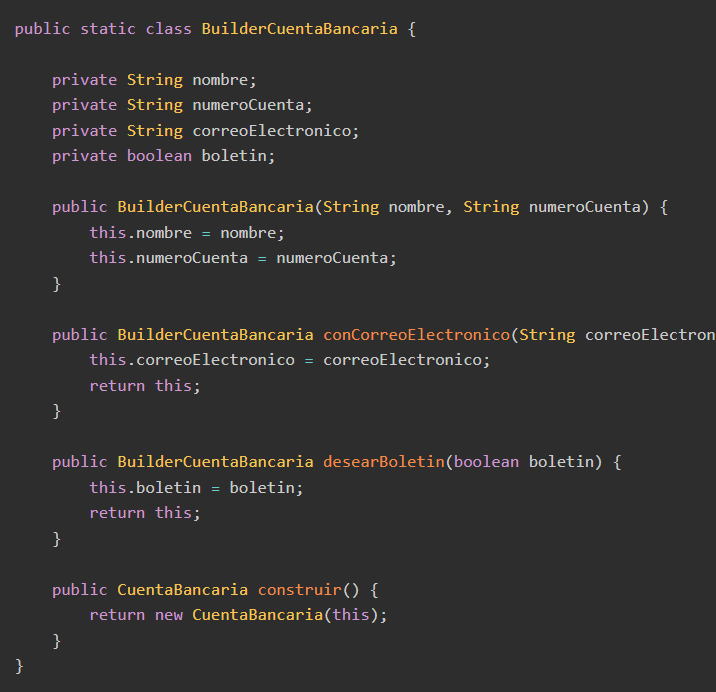 public static class BuilderCuentaBancaria {
private String nombre;
private String numeroCuenta;
private String correoElectronico;
private boolean boletin;
public BuilderCuentaBancaria(String nombre, String numeroCuenta) {
this.nombre = nombre;
this.numeroCuenta = numeroCuenta;
}
public BuilderCuentaBancaria conCorreoElectronico(String correoElectron
this.correoElectronico = correoElectronico;
return this;
}
public BuilderCuentaBancaria desearBoletin(boolean boletin) {
this.boletin = boletin;
return this;
}
public CuentaBancaria construir() {
return new CuentaBancaria(this);
}
}